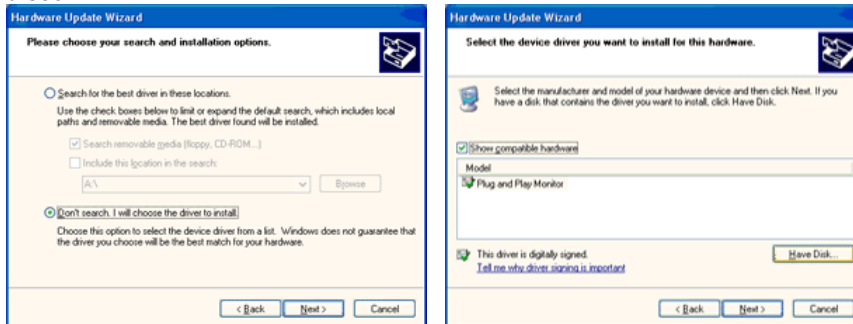 Hardware Update Wizard
Please choose your search and installation options.
Search for the best driver in these locations.
Use the check boxes below to limit or expand the default search, which includes local
paths and removable media. The best driver found will be installed.
Search removable media (floppy, CD-ROM...)
Include this location in the search:
A:\
Browse
Don't search. I will choose the driver to install.
Choose this option to select the device driver from a list. Windows does not guarantee that
the driver you choose will be the best match for your hardware.
< Back
Next >
Cancel
Hardware Update Wizard
Select the device driver you want to install for this hardware.
Select the manufacturer and model of your hardware device and then click Next. If you
have a disk that contains the driver you want to install, click Have Disk.
Show compatible hardware
Model
Plug and Play Monitor
This driver is digitally signed.
Tell me why driver signing is important
Have Disk...
< Back
Next >
Cancel